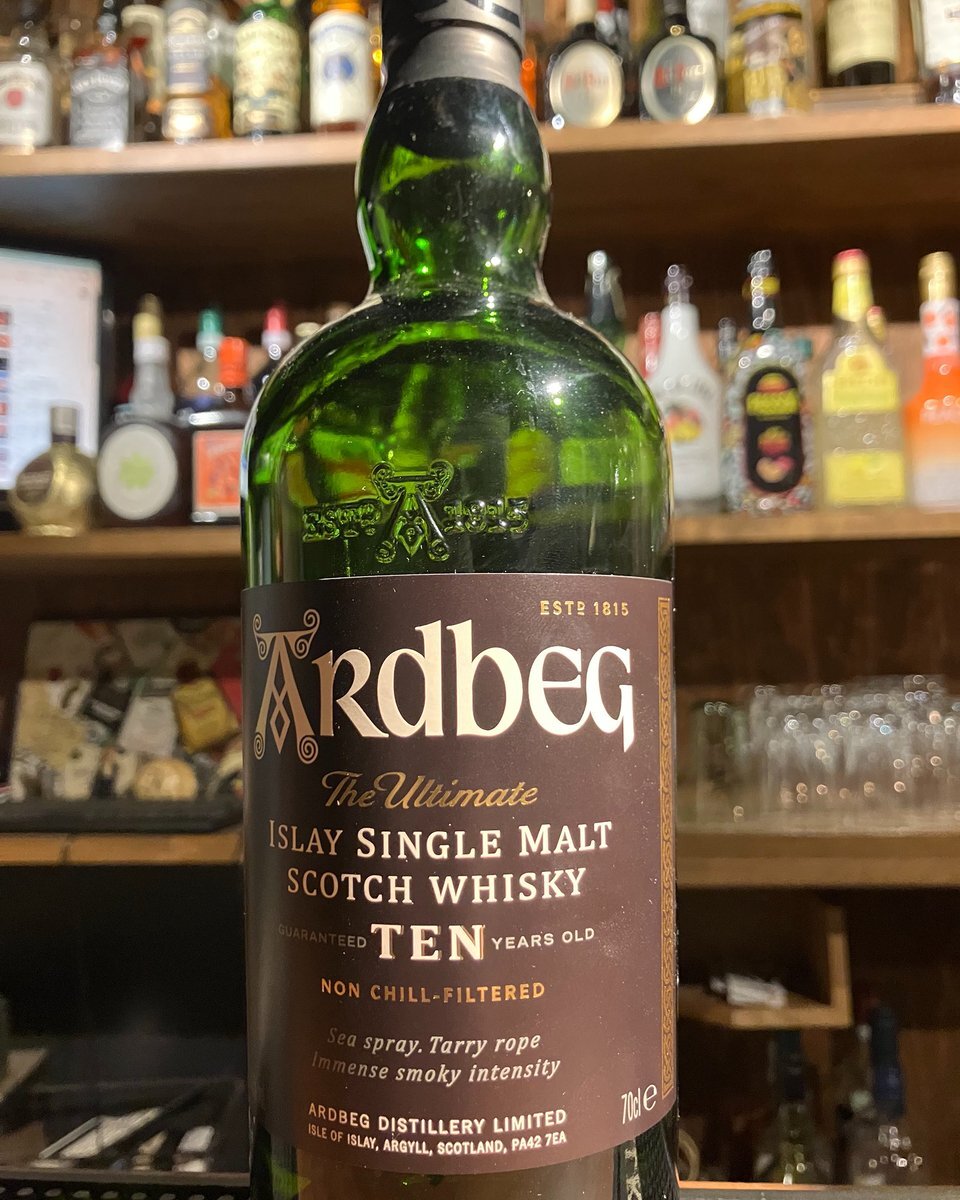 ESTD 1815
ESTD 1815
ARdbEG
The Ultimate
ISLAY SINGLE MALT
SCOTCH WHISKY
GUARANTEED TEN YEARS OLD
NON CHILL-FILTERED
Sea spray. Tarry rope
Immense smoky intensity
ARDBEG DISTILLERY LIMITED
ISLE OF ISLAY, ARGYLL, SCOTLAND, PA42 7EA
70cl e